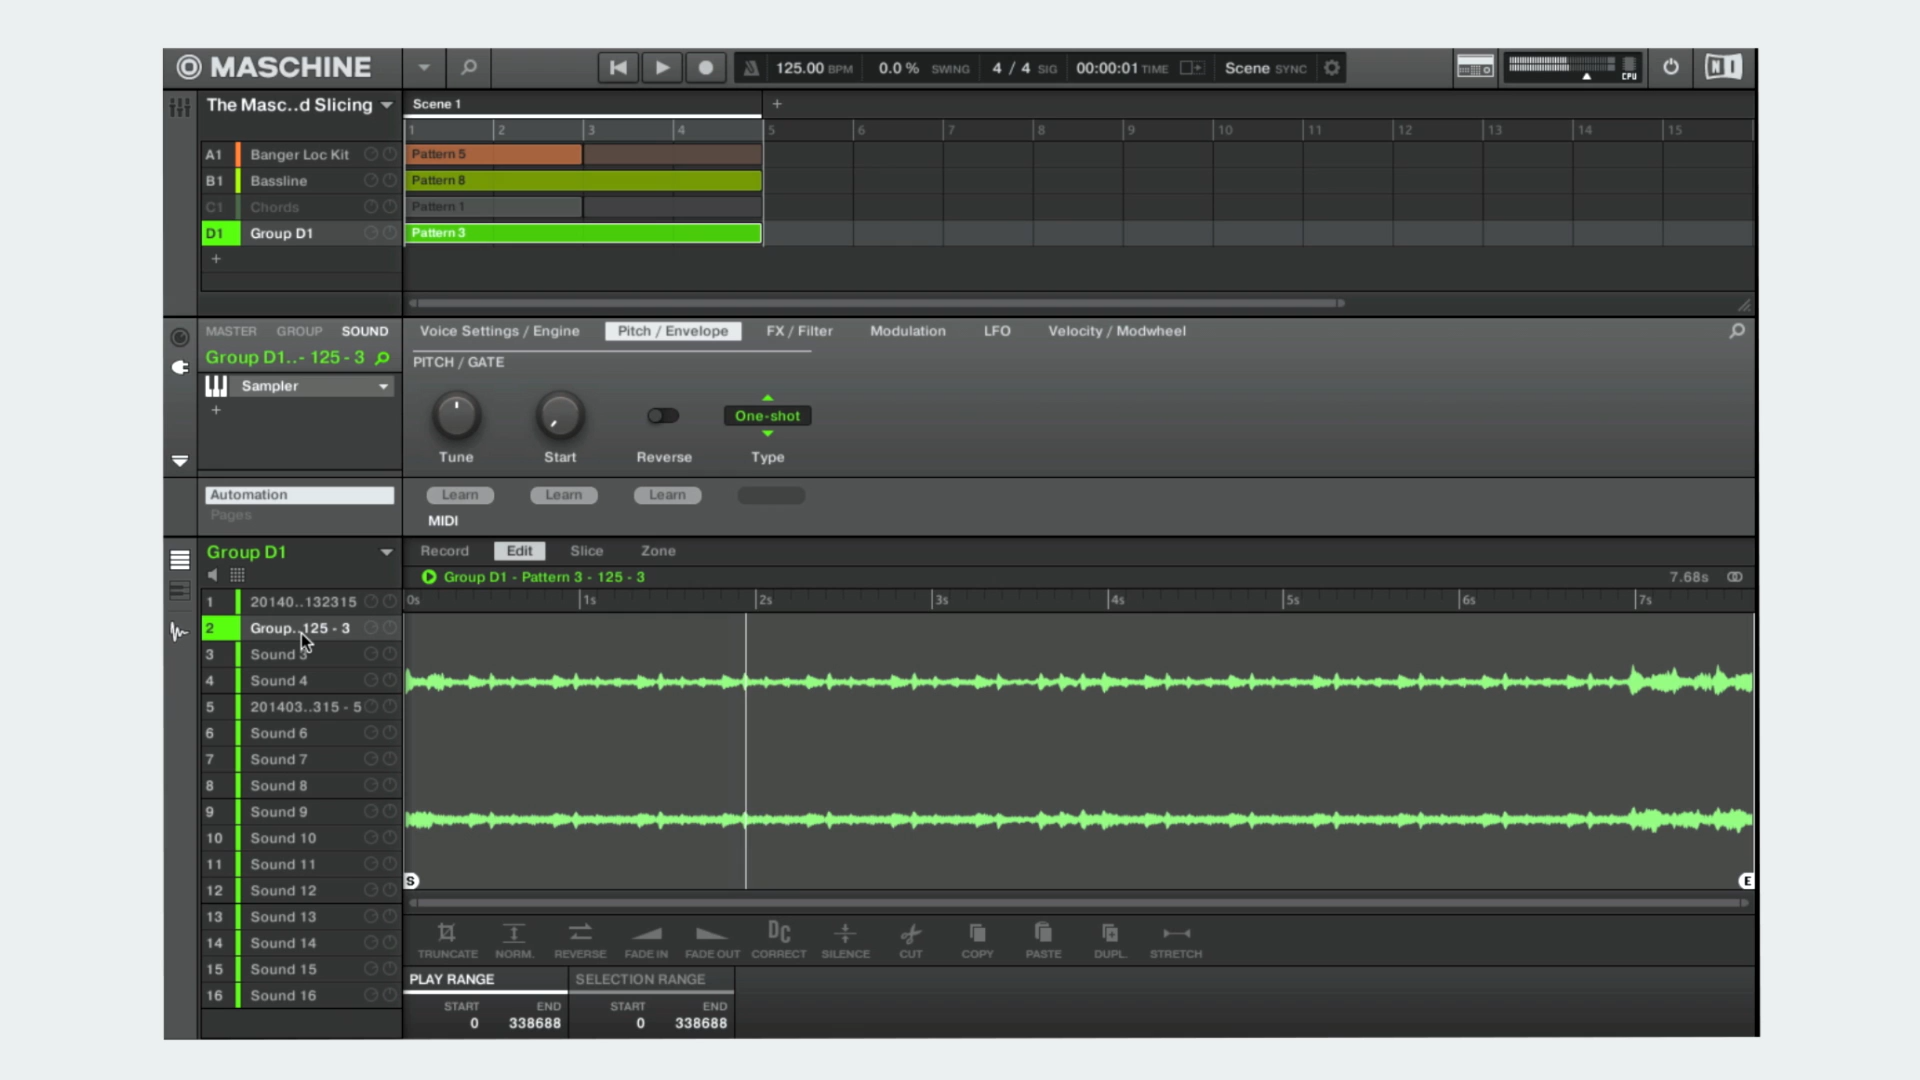 MASCHINE
125.00 BPM 0.0 % SWING 4 / 4 SIG 00:00:01 TIME Scene SYNC CPU
The Masc..d Slicing Scene 1 +
1 2 3 4 5 6 7 8 9 10 11 12 13 14 15
A1 Banger Loc Kit Pattern 5
B1 Bassline Pattern 8
C1 Chords Pattern 1
D1 Group D1 Pattern 3
+
MASTER GROUP SOUND Voice Settings / Engine Pitch / Envelope FX / Filter Modulation LFO Velocity / Modwheel
Group D1..- 125 - 3 PITCH / GATE
Sampler
+
One-shot
Tune Start Reverse Type
Automation Learn Learn Learn
Pages MIDI
Group D1 Record Edit Slice Zone
Group D1 - Pattern 3 - 125 - 3 7.68s
0s 1s 2s 3s 4s 5s 6s 7s
1 20140..132315
2 Group..125 - 3
3 Sound 3
4 Sound 4
5 201403..315 - 5
6 Sound 6
7 Sound 7
8 Sound 8
9 Sound 9
10 Sound 10
11 Sound 11
12 Sound 12
13 Sound 13
14 Sound 14
15 Sound 15
16 Sound 16
S E
DC
TRUNCATE NORM. REVERSE FADE IN FADE OUT CORRECT SILENCE CUT COPY PASTE DUPL. STRETCH
PLAY RANGE SELECTION RANGE
START END START END
0 338688 0 338688